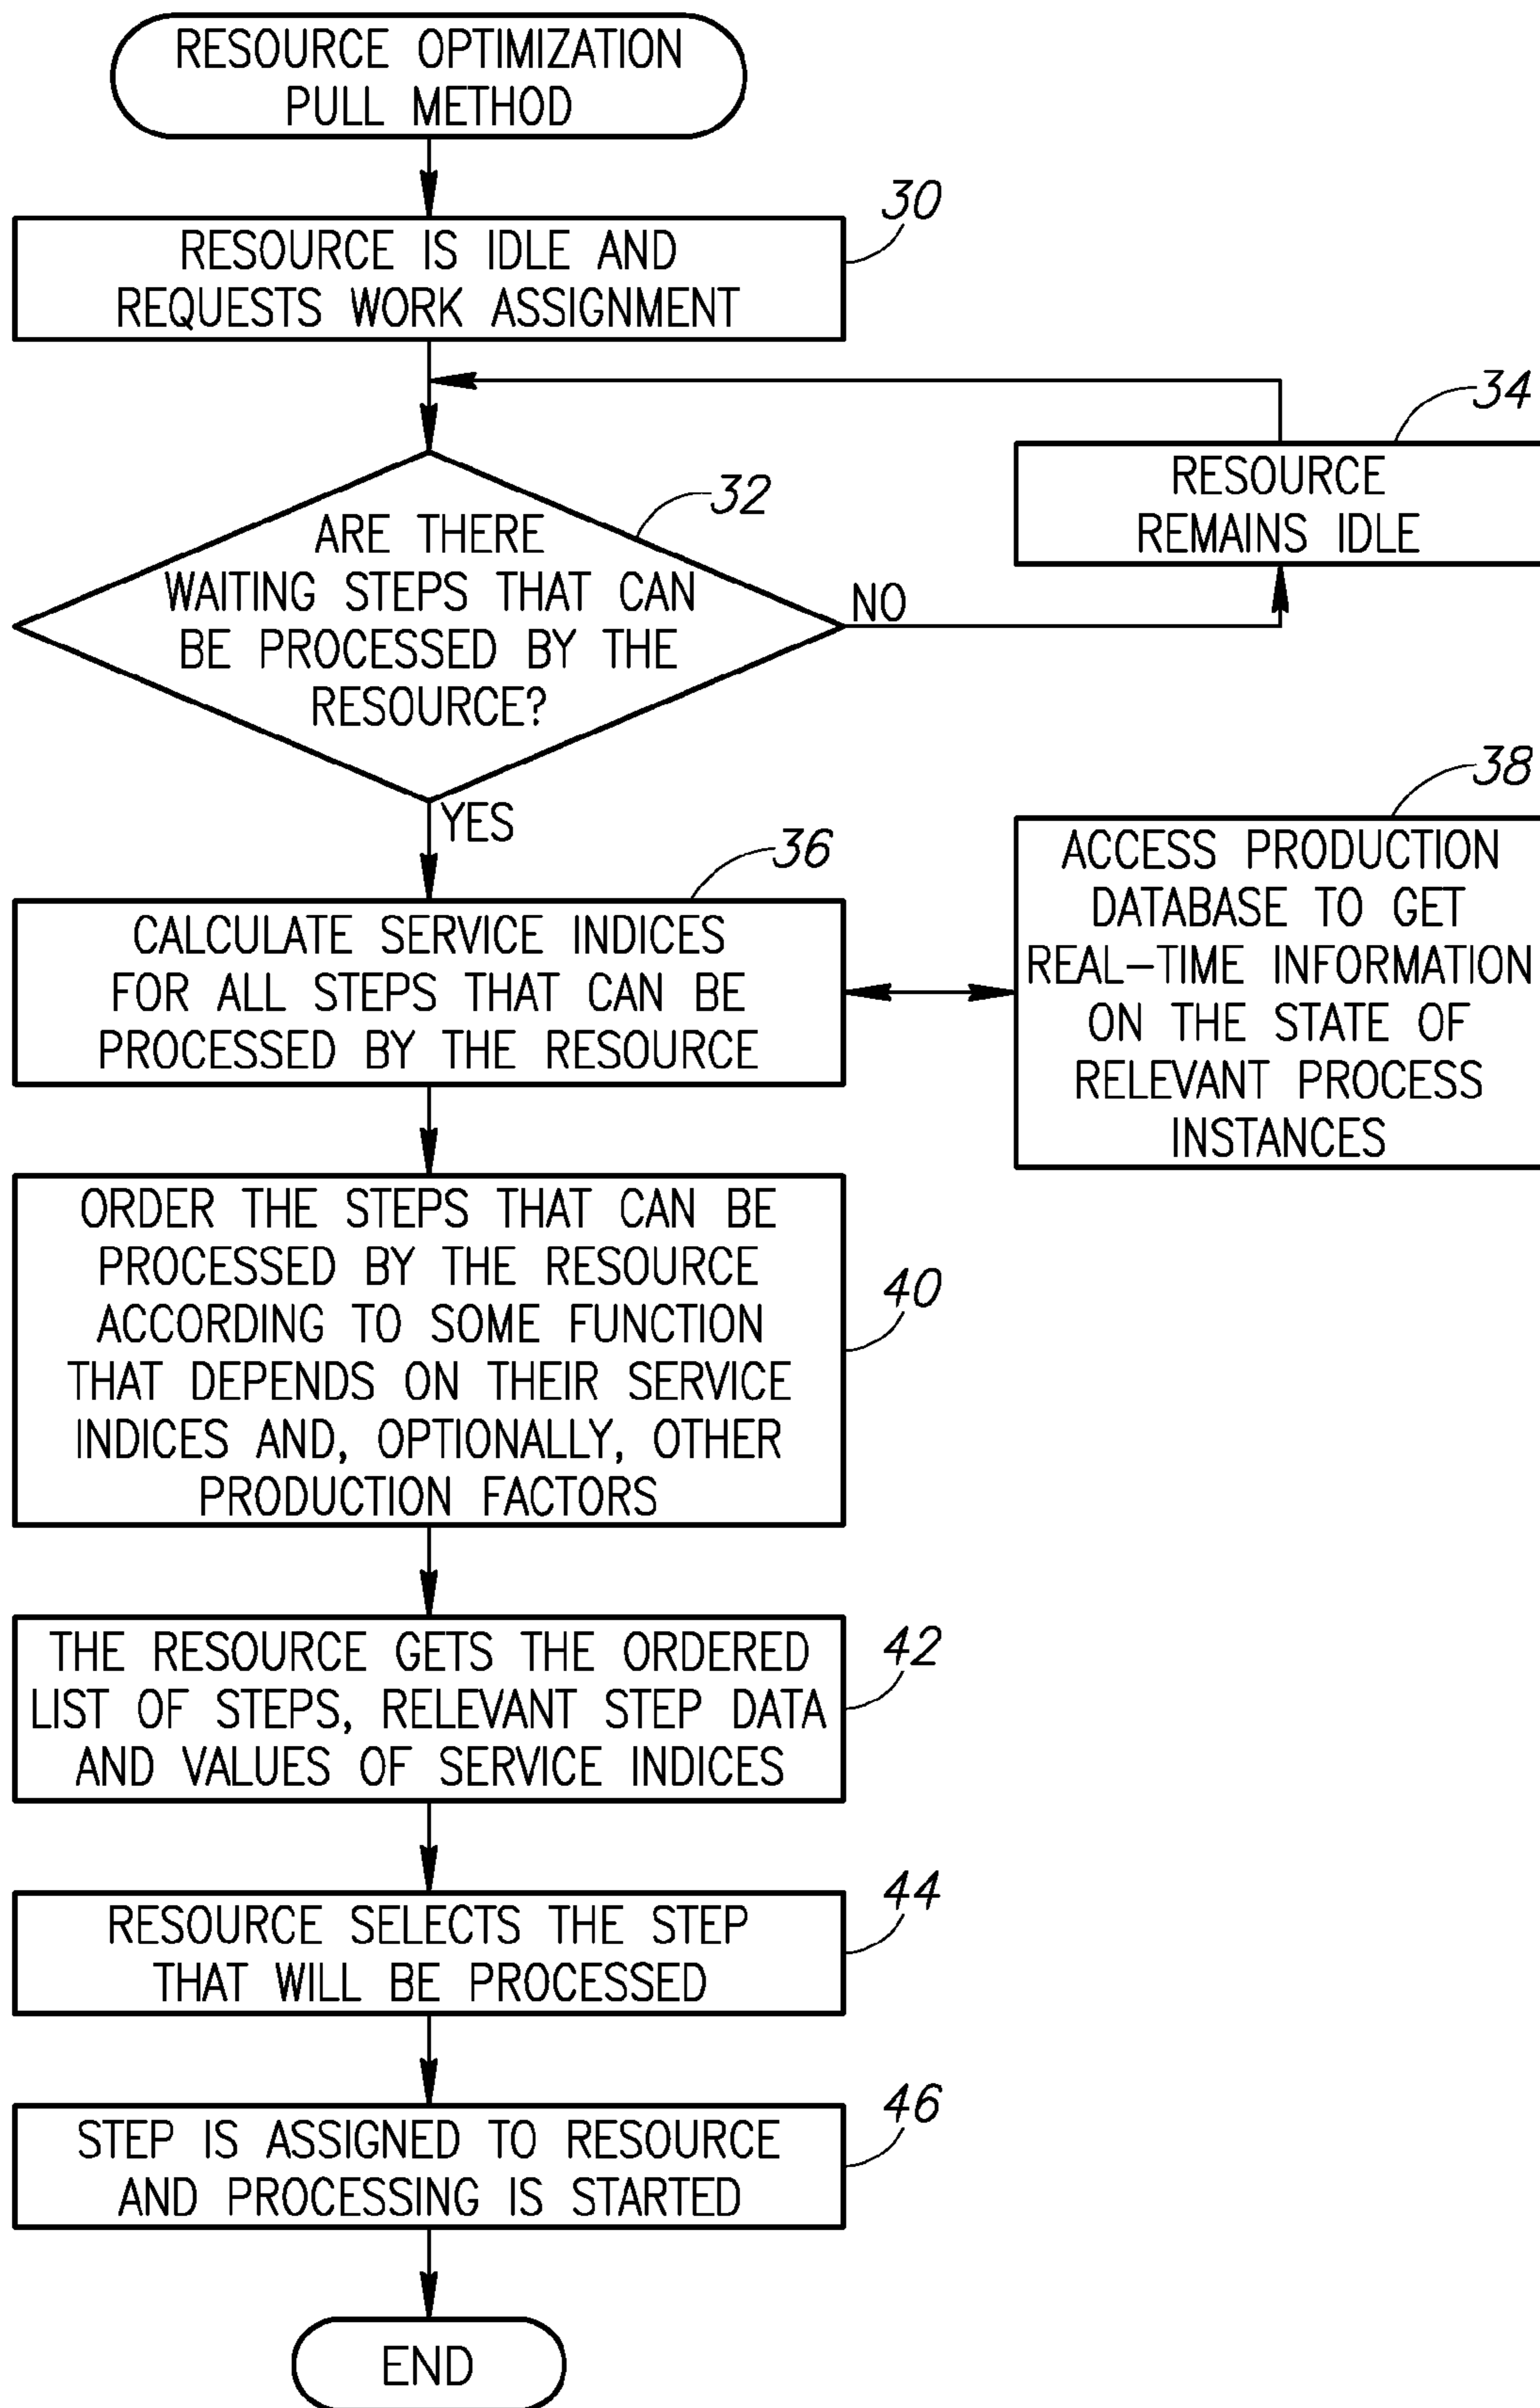 RESOURCE OPTIMIZATION
PULL METHOD
30
RESOURCE IS IDLE AND
REQUESTS WORK ASSIGNMENT
34
RESOURCE
REMAINS IDLE
32
ARE THERE
WAITING STEPS THAT CAN
BE PROCESSED BY THE
RESOURCE?
NO
YES
36
CALCULATE SERVICE INDICES
FOR ALL STEPS THAT CAN BE
PROCESSED BY THE RESOURCE
38
ACCESS PRODUCTION
DATABASE TO GET
REAL-TIME INFORMATION
ON THE STATE OF
RELEVANT PROCESS
INSTANCES
ORDER THE STEPS THAT CAN BE
PROCESSED BY THE RESOURCE
ACCORDING TO SOME FUNCTION
THAT DEPENDS ON THEIR SERVICE
INDICES AND, OPTIONALLY, OTHER
PRODUCTION FACTORS
40
THE RESOURCE GETS THE ORDERED
LIST OF STEPS, RELEVANT STEP DATA
AND VALUES OF SERVICE INDICES
42
RESOURCE SELECTS THE STEP
THAT WILL BE PROCESSED
44
STEP IS ASSIGNED TO RESOURCE
AND PROCESSING IS STARTED
46
END